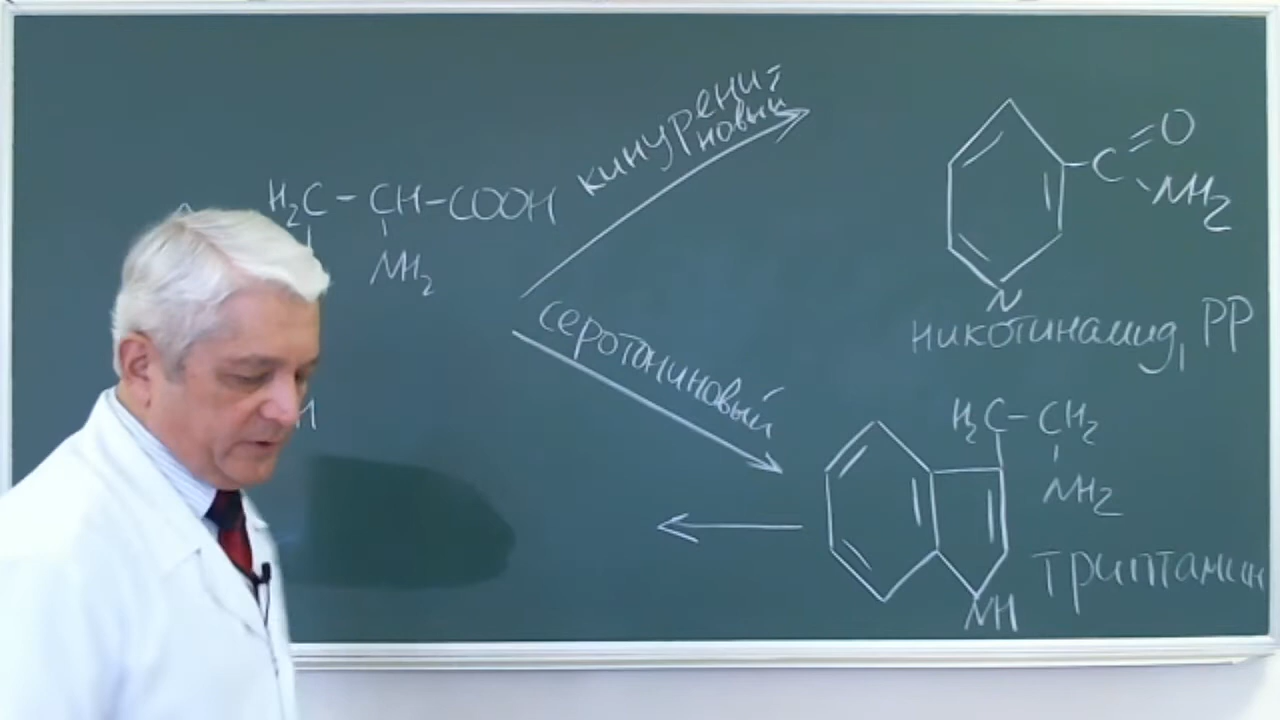 H₂C–CH–COOH
NH₂
H
кинурени-
новый
серотониновый
C=O
NH₂
N
никотинамид, PP
H₂C–CH₂
NH₂
NH
триптамин